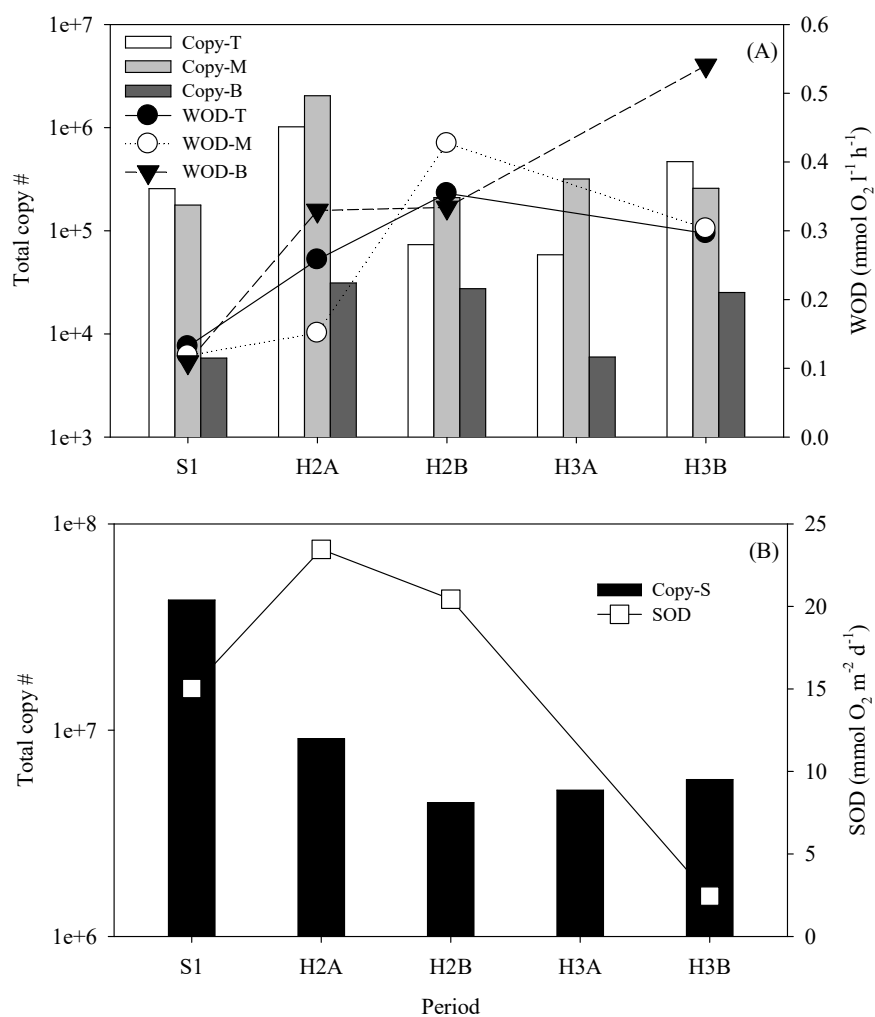 (A)
Copy-T
Copy-M
Copy-B
WOD-T
WOD-M
WOD-B
Total copy #
1e+7
1e+6
1e+5
1e+4
1e+3
0.6
0.5
0.4
0.3
0.2
0.1
0.0
WOD (mmol O₂ l⁻¹ h⁻¹)
S1 H2A H2B H3A H3B
(B)
Copy-S
SOD
Total copy #
1e+8
1e+7
1e+6
25
20
15
10
5
0
SOD (mmol O₂ m⁻² d⁻¹)
S1 H2A H2B H3A H3B
Period